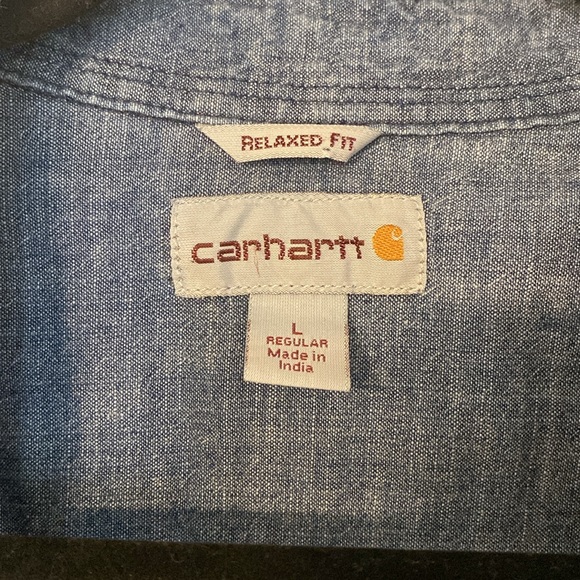 RELAXED FIT
carhartt
L
REGULAR
Made in
India